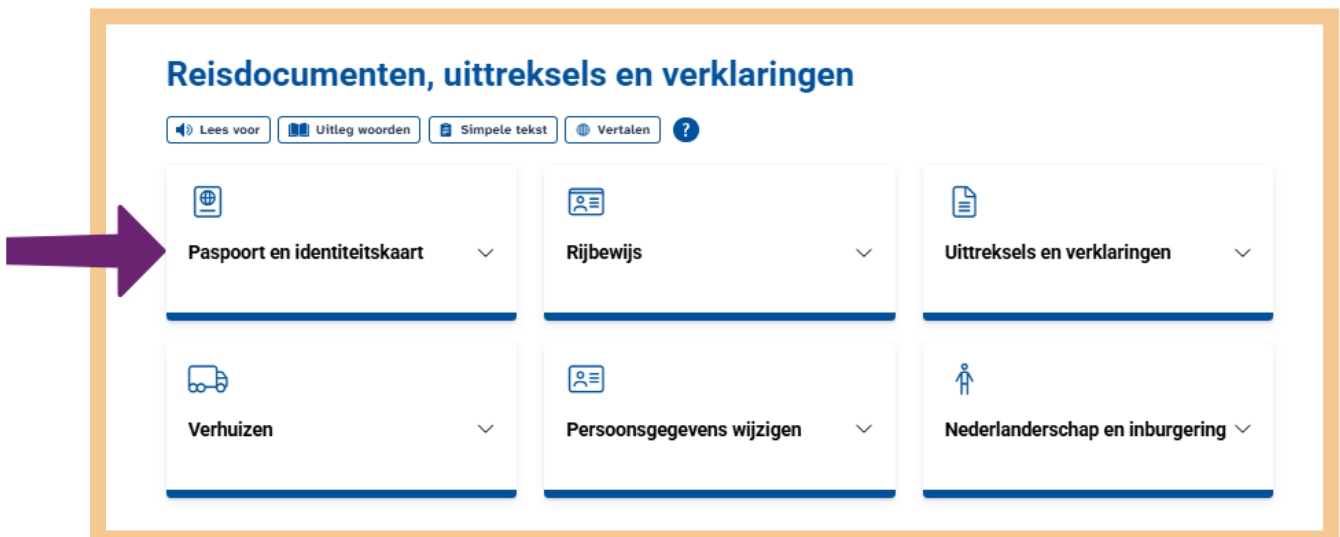 Reisdocumenten, uittreksels en verklaringen
Lees voor Uitleg woorden Simpele tekst Vertalen ?
Paspoort en identiteitskaart Rijbewijs Uittreksels en verklaringen
Verhuizen Persoonsgegevens wijzigen Nederlanderschap en inburgering